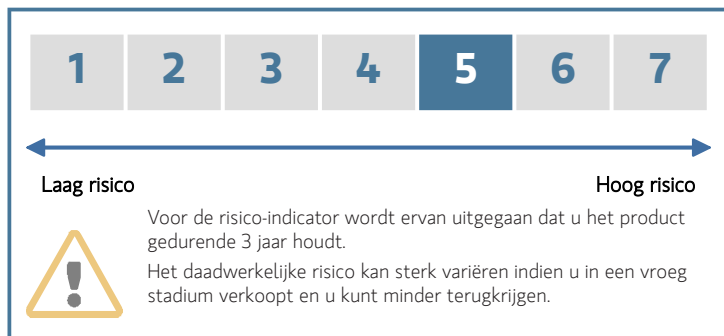 1 2 3 4 5 6 7
Laag risico Hoog risico
Voor de risico-indicator wordt ervan uitgegaan dat u het product
gedurende 3 jaar houdt.
Het daadwerkelijke risico kan sterk variëren indien u in een vroeg
stadium verkoopt en u kunt minder terugkrijgen.